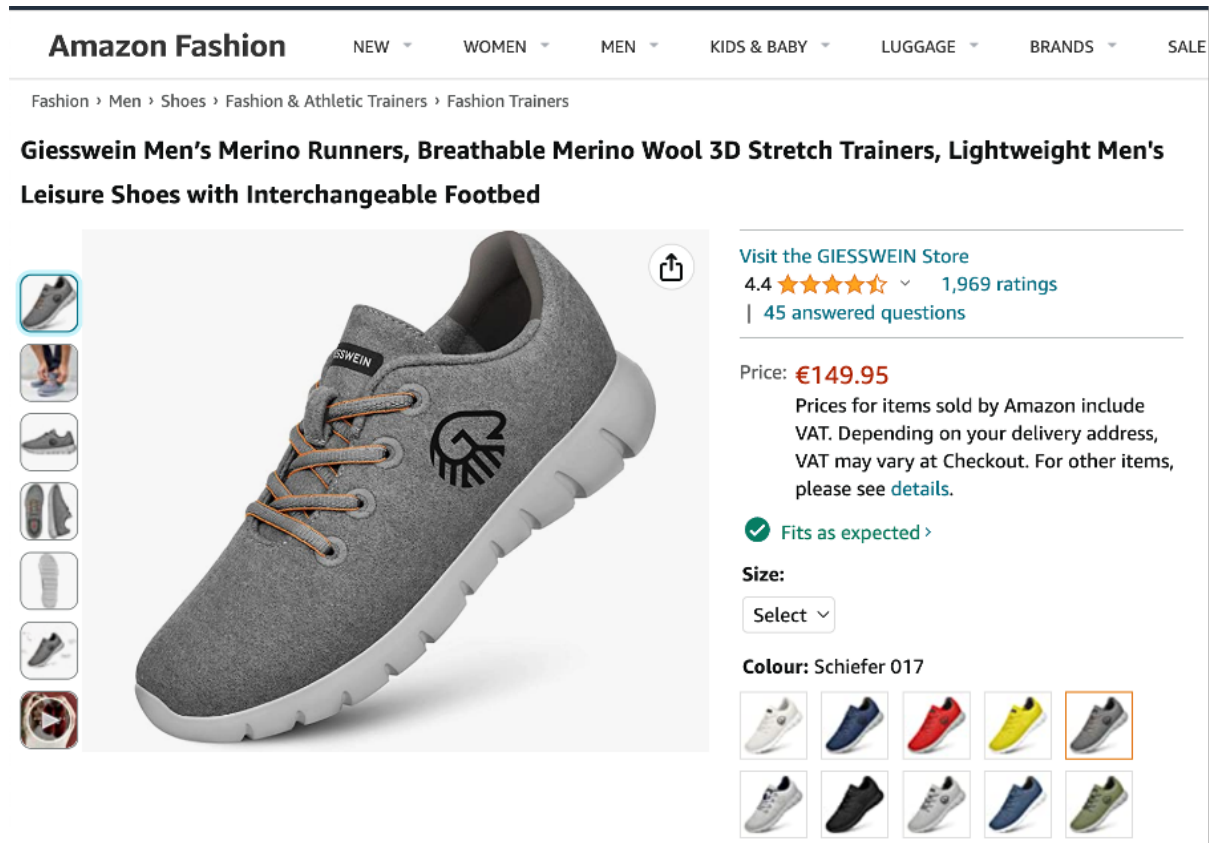 Amazon Fashion NEW WOMEN MEN KIDS & BABY LUGGAGE BRANDS SALE
Fashion › Men › Shoes › Fashion & Athletic Trainers › Fashion Trainers
Giesswein Men’s Merino Runners, Breathable Merino Wool 3D Stretch Trainers, Lightweight Men's
Leisure Shoes with Interchangeable Footbed
SSWEIN
Visit the GIESSWEIN Store
4.4 1,969 ratings
| 45 answered questions
Price: €149.95
Prices for items sold by Amazon include
VAT. Depending on your delivery address,
VAT may vary at Checkout. For other items,
please see details.
Fits as expected ›
Size:
Select
Colour: Schiefer 017